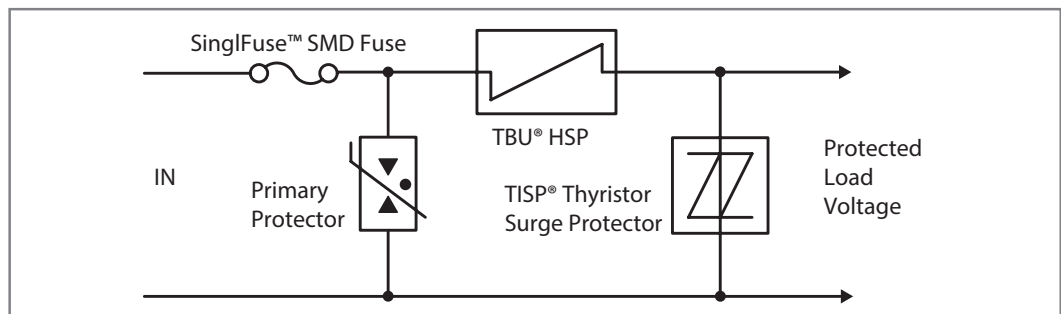 SinglFuse™ SMD Fuse
TBU® HSP
IN
Primary
Protector
TISP® Thyristor
Surge Protector
Protected
Load
Voltage